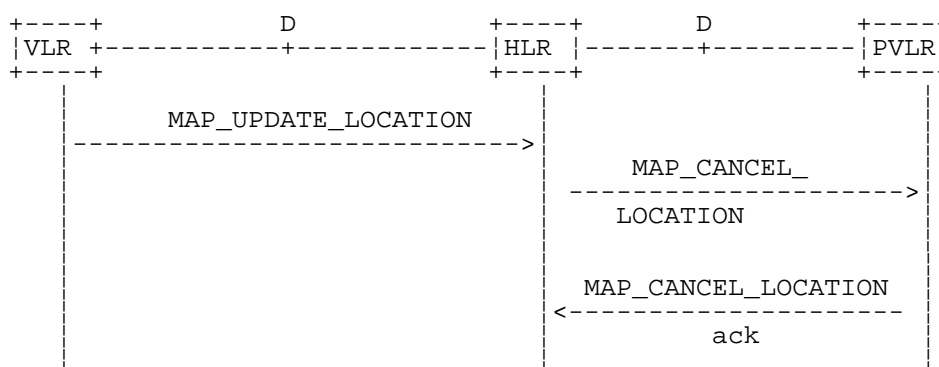 D D
VLR HLR PVLR
MAP_UPDATE_LOCATION
MAP_CANCEL_
LOCATION
MAP_CANCEL_LOCATION
ack